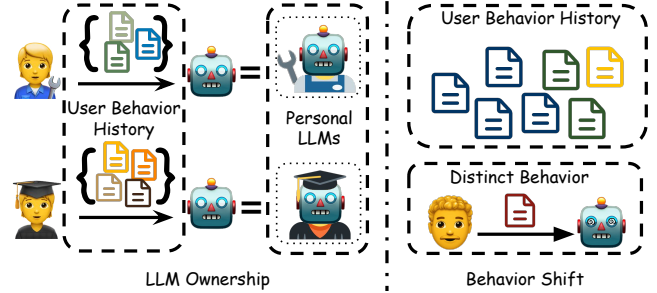 User Behavior
History
Personal
LLMs
LLM Ownership
User Behavior History
Distinct Behavior
Behavior Shift